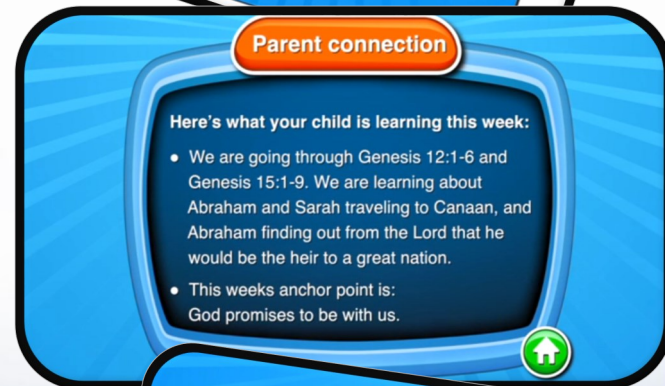 Parent connection
Here's what your child is learning this week:
• We are going through Genesis 12:1-6 and
Genesis 15:1-9. We are learning about
Abraham and Sarah traveling to Canaan, and
Abraham finding out from the Lord that he
would be the heir to a great nation.
• This weeks anchor point is:
God promises to be with us.